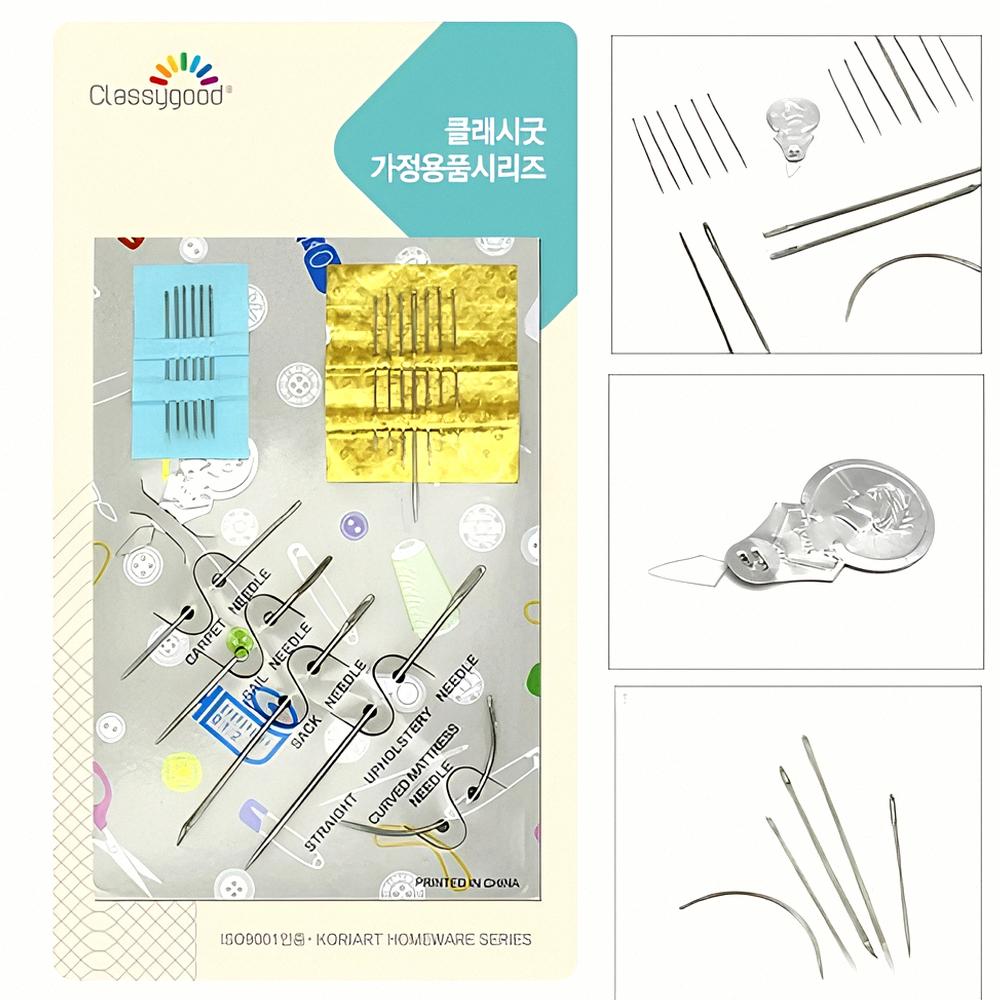 Classygood®
클래시굿
가정용품시리즈
CARPET NEEDLE
SAIL NEEDLE
SACK NEEDLE
STRAIGHT UPHOLSTERY NEEDLE
CURVED MATTRESS
NEEDLE
PRINTED IN CHINA
ISO9001인증 · KORIART HOMEWARE SERIES